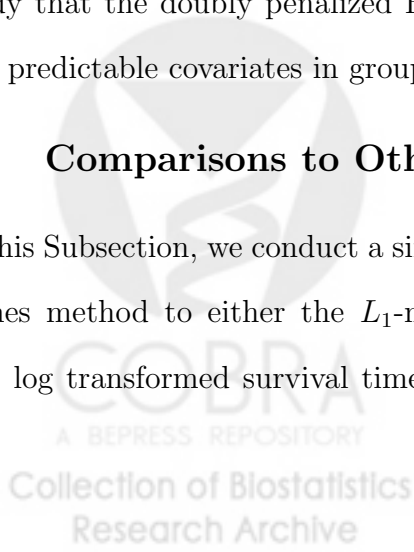 that the doubly penalized
predictable covariates in group
Comparisons to Oth
his Subsection, we conduct a si
nes method to either the L₁-
log transformed survival time
COBRA
A BEPRESS REPOSITORY
Collection of Biostatistics
Research Archive